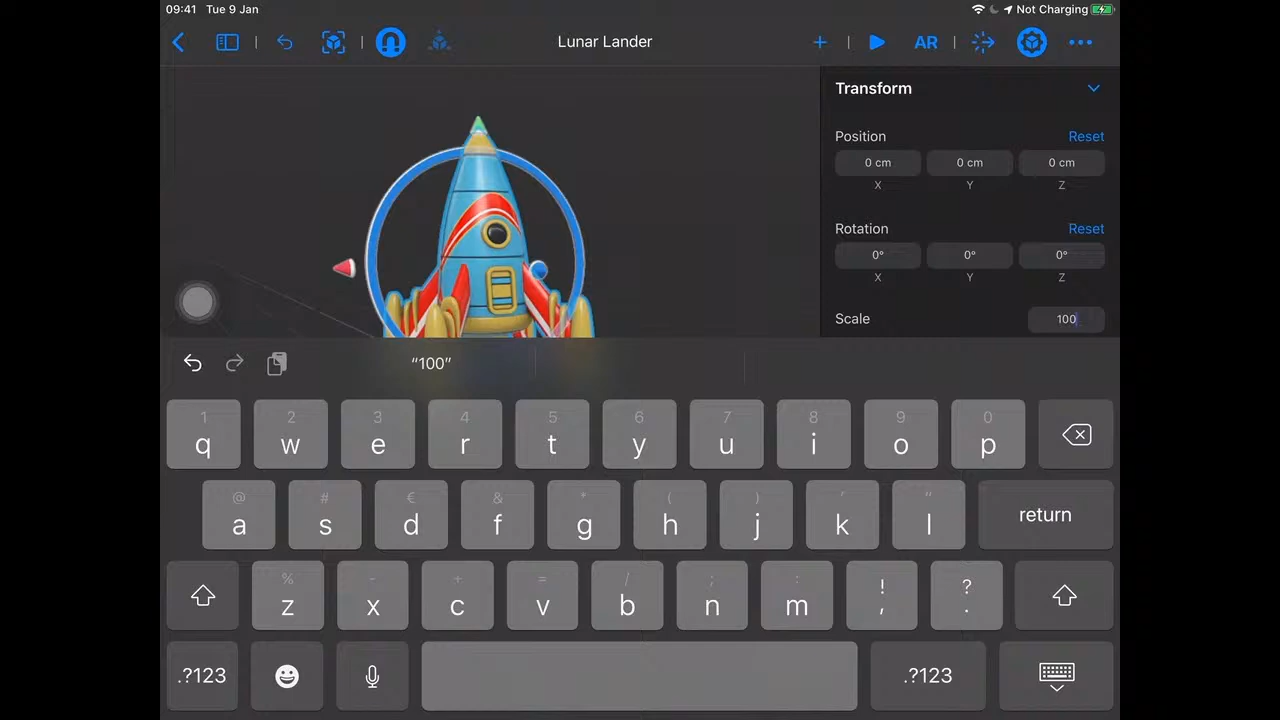 09:41 Tue 9 Jan
Not Charging
Lunar Lander
AR
Transform
Position
Reset
0 cm 0 cm 0 cm
X Y Z
Rotation
Reset
0° 0° 0°
X Y Z
Scale
100
“100”
1 2 3 4 5 6 7 8 9 0
q w e r t y u i o p
@ # € & * ( ) ' "
a s d f g h j k l return
% - + = / ; : ! ?
z x c v b n m , .
.?123 .?123